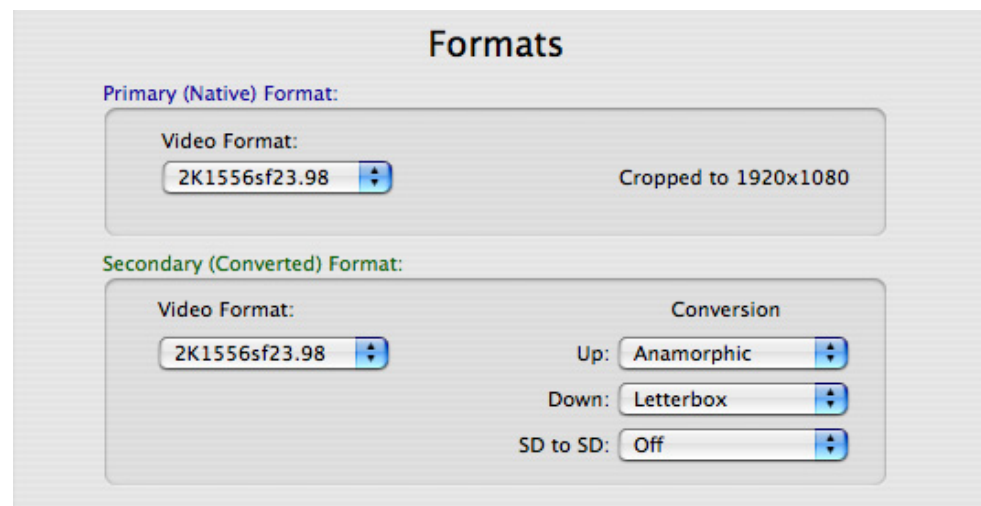 Formats
Primary (Native) Format:
Video Format:
2K1556sf23.98
Cropped to 1920x1080
Secondary (Converted) Format:
Video Format:
Conversion
2K1556sf23.98
Up: Anamorphic
Down: Letterbox
SD to SD: Off